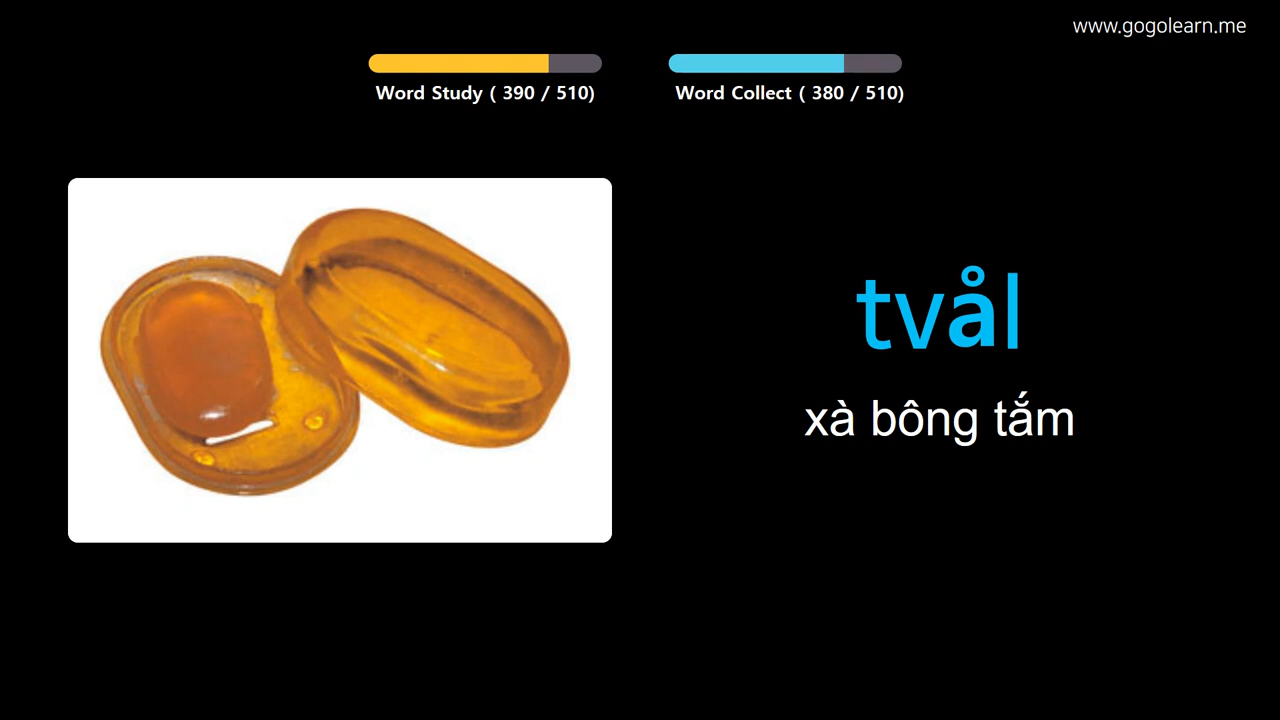 www.gogolearn.me
Word Study ( 390 / 510)
Word Collect ( 380 / 510)
tvål
xà bông tắm